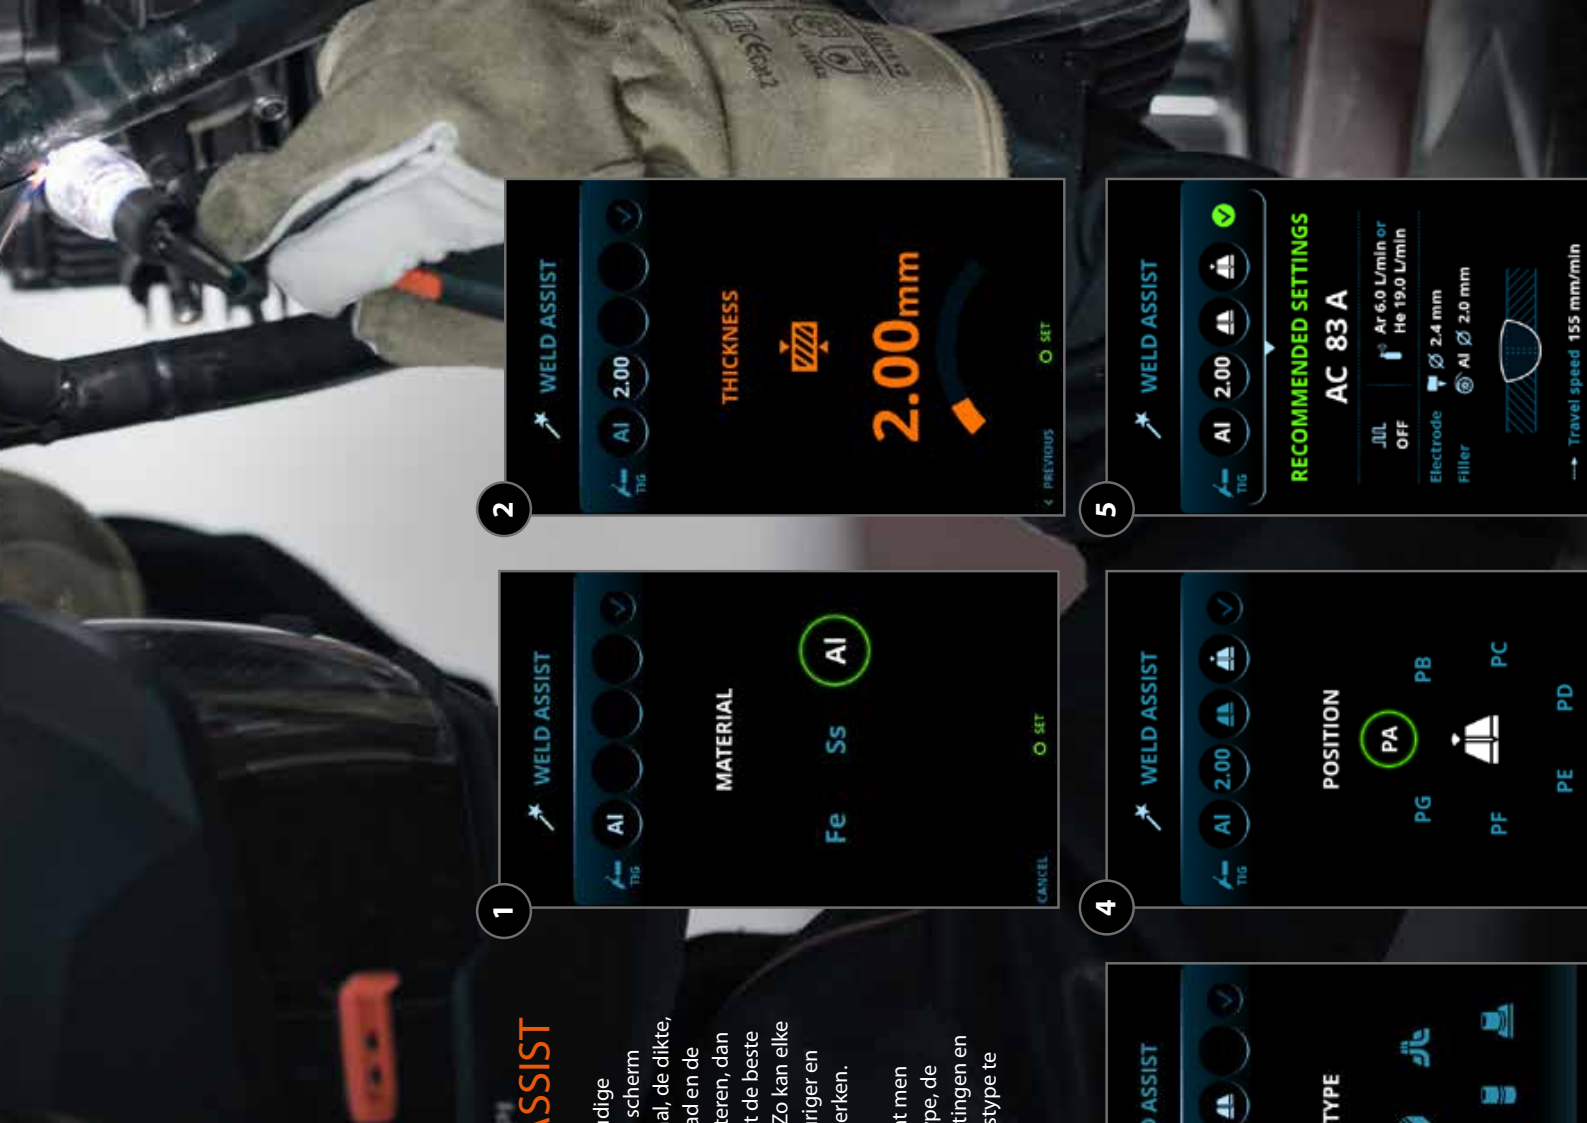 ASSIST
udige
scherm
al, de dikte,
ad en de
teren, dan
t de beste
Zo kan elke
uriger en
erken.
t men
pe, de
tingen en
stype te
1
WELD ASSIST
TIG
Al
MATERIAL
Fe Ss Al
CANCEL SET
2
WELD ASSIST
TIG
Al 2.00
THICKNESS
2.00mm
< PREVIOUS SET
D ASSIST
TYPE
4
WELD ASSIST
TIG
Al 2.00
POSITION
PA
PG PB
PF PC
PE PD
5
WELD ASSIST
TIG
Al 2.00
RECOMMENDED SETTINGS
AC 83 A
OFF
Ar 6.0 L/min or
He 19.0 L/min
Electrode Ø 2.4 mm
Filler Al Ø 2.0 mm
Travel speed 155 mm/min
CE Cat 2